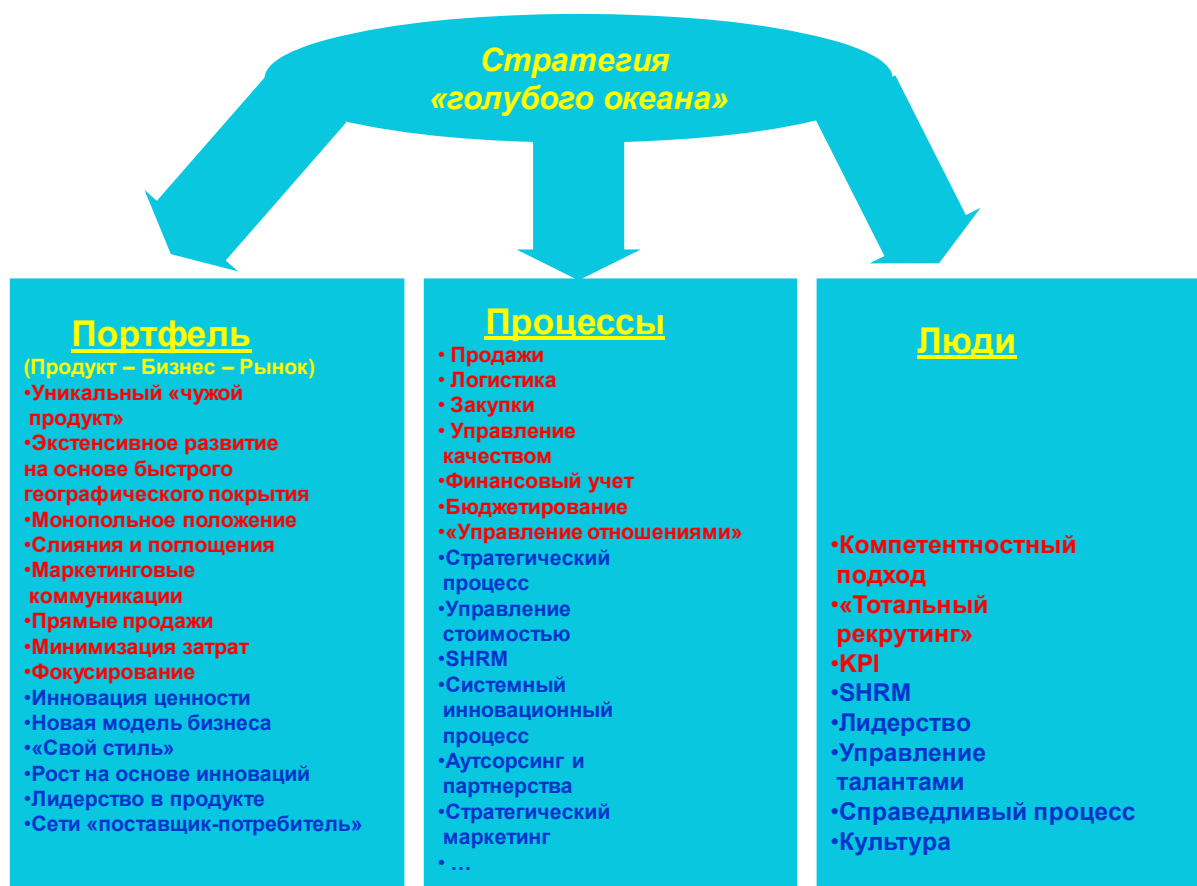 Стратегия
«голубого океана»
Портфель
(Продукт – Бизнес – Рынок)
•Уникальный «чужой
продукт»
•Экстенсивное развитие
на основе быстрого
географического покрытия
•Монопольное положение
•Слияния и поглощения
•Маркетинговые
коммуникации
•Прямые продажи
•Минимизация затрат
•Фокусирование
•Инновация ценности
•Новая модель бизнеса
•«Свой стиль»
•Рост на основе инноваций
•Лидерство в продукте
•Сети «поставщик-потребитель»
Процессы
• Продажи
• Логистика
• Закупки
• Управление
качеством
•Финансовый учет
•Бюджетирование
•«Управление отношениями»
•Стратегический
процесс
•Управление
стоимостью
•SHRM
•Системный
инновационный
процесс
•Аутсорсинг и
партнерства
•Стратегический
маркетинг
• …
Люди
•Компетентностный
подход
•«Тотальный
рекрутинг»
•KPI
•SHRM
•Лидерство
•Управление
талантами
•Справедливый процесс
•Культура